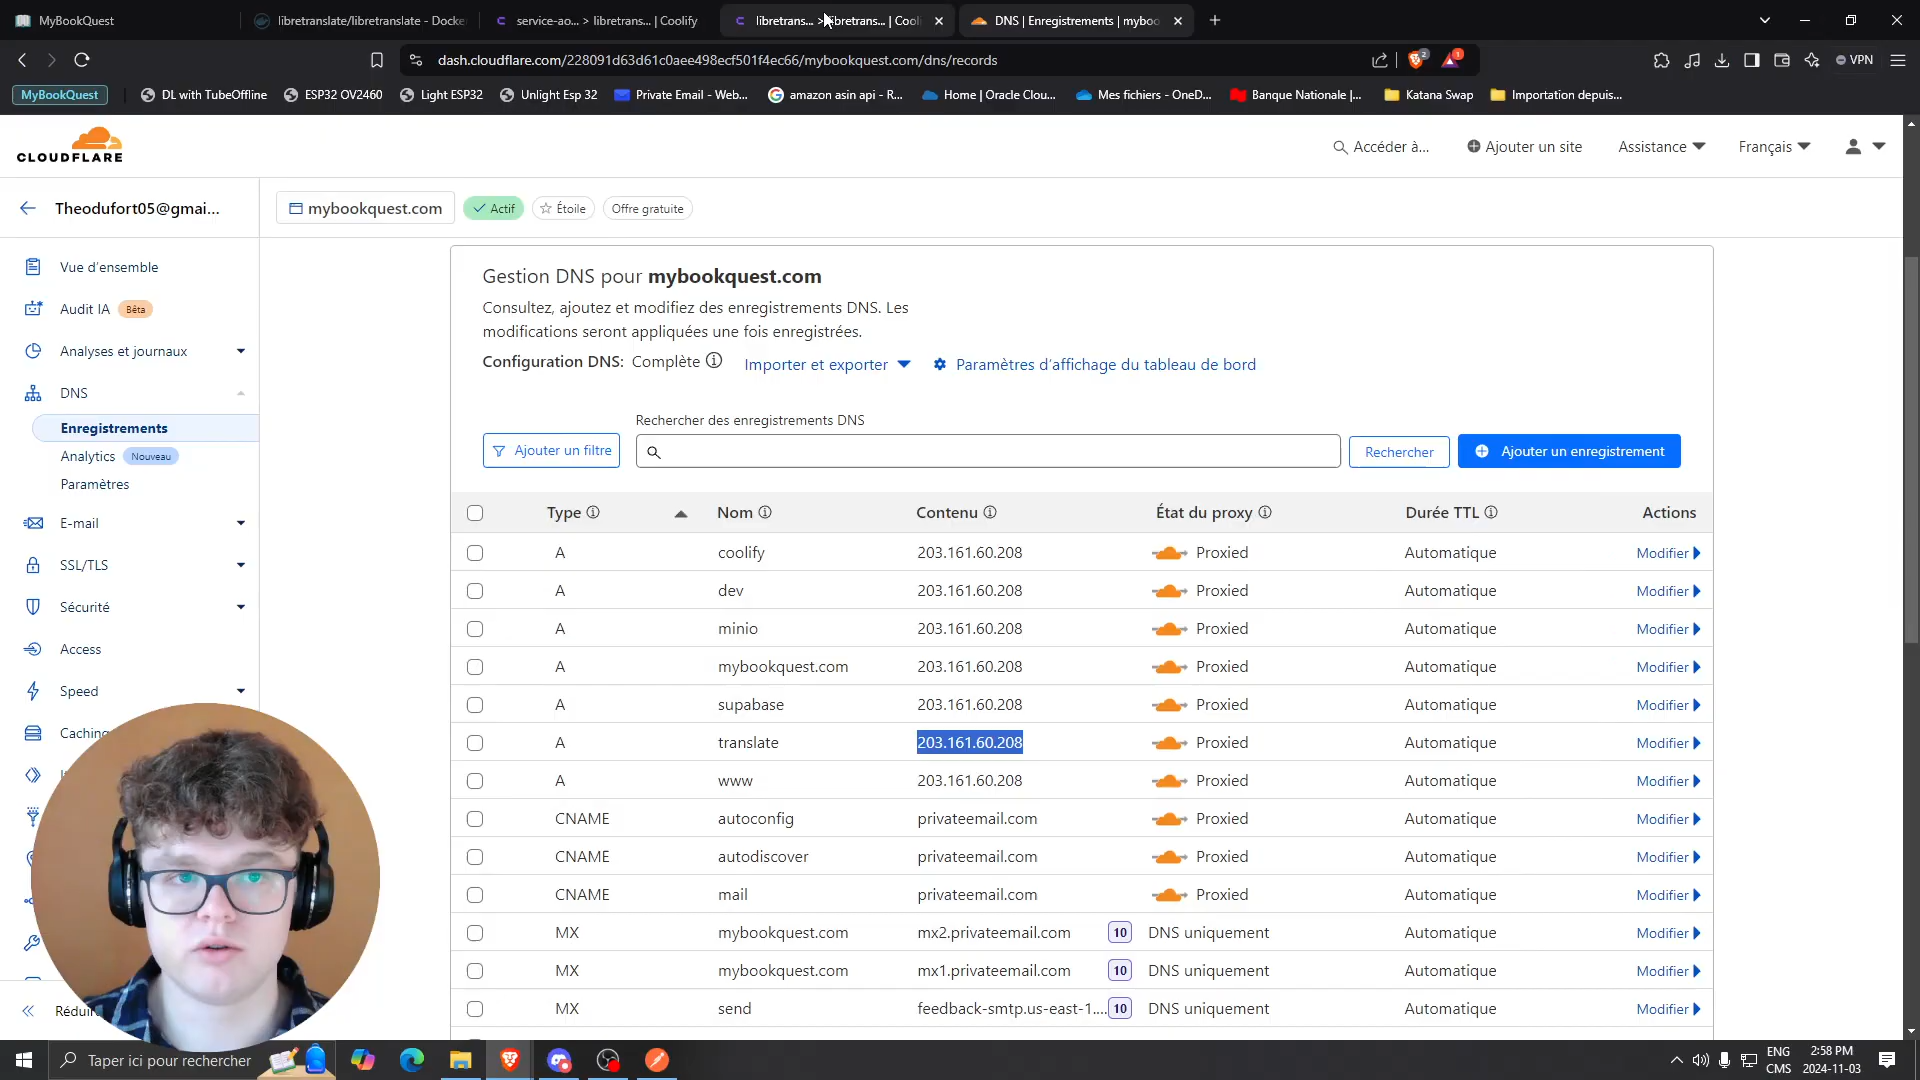 MyBookQuest
libretranslate/libretranslate - Docke
service-ao... > libretrans... | Coolify
libretrans... > libretrans... | Cooli
DNS | Enregistrements | myboo
dash.cloudflare.com/228091d63d61c0aee498ecf501f4ec66/mybookquest.com/dns/records
2
1
VPN
MyBookQuest
DL with TubeOffline
ESP32 OV2460
Light ESP32
Unlight Esp 32
Private Email - Web...
amazon asin api - R...
Home | Oracle Clou...
Mes fichiers - OneD...
Banque Nationale |...
Katana Swap
Importation depuis...
CLOUDFLARE
Accéder à...
Ajouter un site
Assistance
Français
Theodufort05@gmai...
mybookquest.com
Actif
Étoile
Offre gratuite
Vue d'ensemble
Audit IA
Bêta
Analyses et journaux
DNS
Enregistrements
Analytics
Nouveau
Paramètres
E-mail
SSL/TLS
Sécurité
Access
Speed
Caching
Gestion DNS pour mybookquest.com
Consultez, ajoutez et modifiez des enregistrements DNS. Les
modifications seront appliquées une fois enregistrées.
Configuration DNS: Complète
Importer et exporter
Paramètres d'affichage du tableau de bord
Rechercher des enregistrements DNS
Ajouter un filtre
Rechercher
Ajouter un enregistrement
Type Nom Contenu État du proxy Durée TTL Actions
A coolify 203.161.60.208 Proxied Automatique Modifier
A dev 203.161.60.208 Proxied Automatique Modifier
A minio 203.161.60.208 Proxied Automatique Modifier
A mybookquest.com 203.161.60.208 Proxied Automatique Modifier
A supabase 203.161.60.208 Proxied Automatique Modifier
A translate 203.161.60.208 Proxied Automatique Modifier
A www 203.161.60.208 Proxied Automatique Modifier
CNAME autoconfig privateemail.com Proxied Automatique Modifier
CNAME autodiscover privateemail.com Proxied Automatique Modifier
CNAME mail privateemail.com Proxied Automatique Modifier
MX mybookquest.com mx2.privateemail.com 10 DNS uniquement Automatique Modifier
MX mybookquest.com mx1.privateemail.com 10 DNS uniquement Automatique Modifier
MX send feedback-smtp.us-east-1.... 10 DNS uniquement Automatique Modifier
Taper ici pour rechercher
ENG
CMS
2:58 PM
2024-11-03